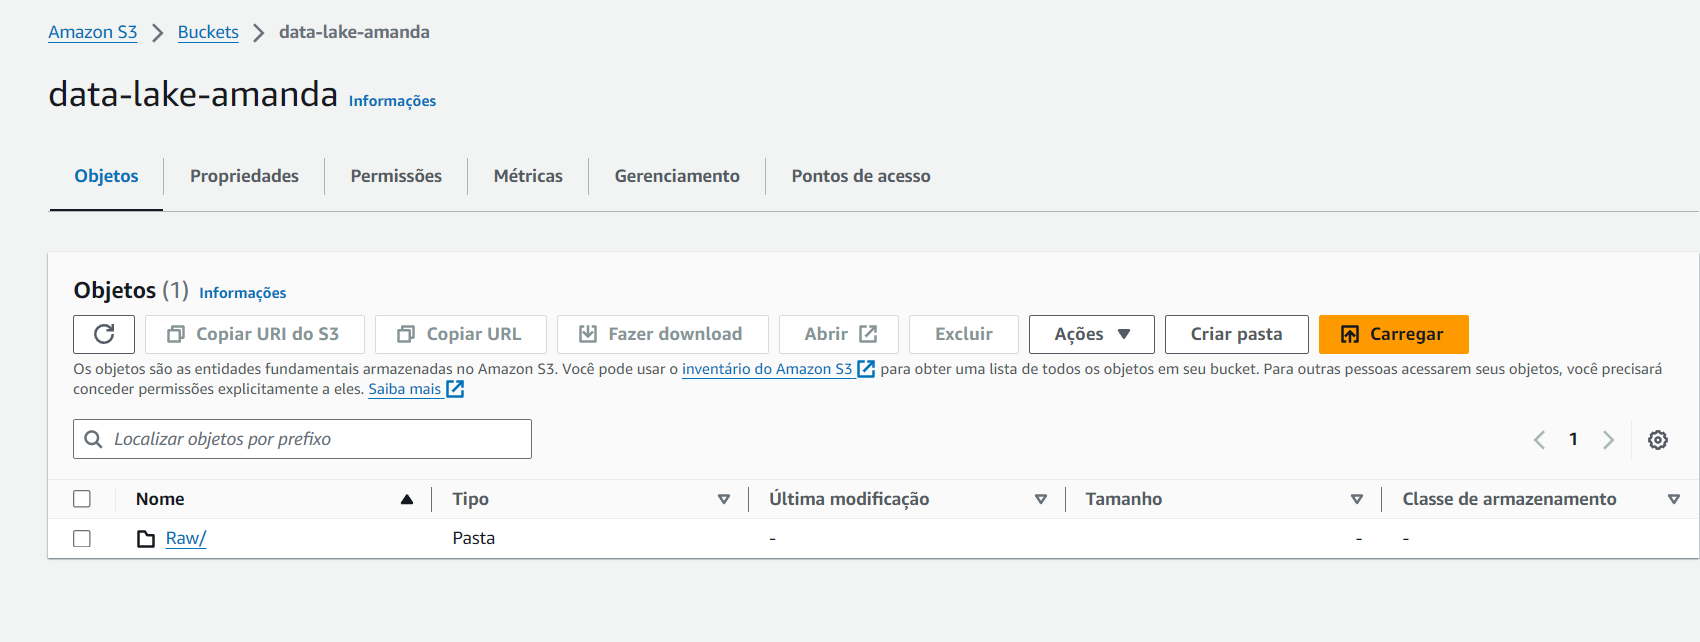 Amazon S3 > Buckets > data-lake-amanda
data-lake-amanda Informações
Objetos Propriedades Permissões Métricas Gerenciamento Pontos de acesso
Objetos (1) Informações
Copiar URI do S3 Copiar URL Fazer download Abrir Excluir Ações Criar pasta Carregar
Os objetos são as entidades fundamentais armazenadas no Amazon S3. Você pode usar o inventário do Amazon S3 para obter uma lista de todos os objetos em seu bucket. Para outras pessoas acessarem seus objetos, você precisará
conceder permissões explicitamente a eles. Saiba mais
Localizar objetos por prefixo
< 1 >
Nome Tipo Última modificação Tamanho Classe de armazenamento
Raw/ Pasta - - -